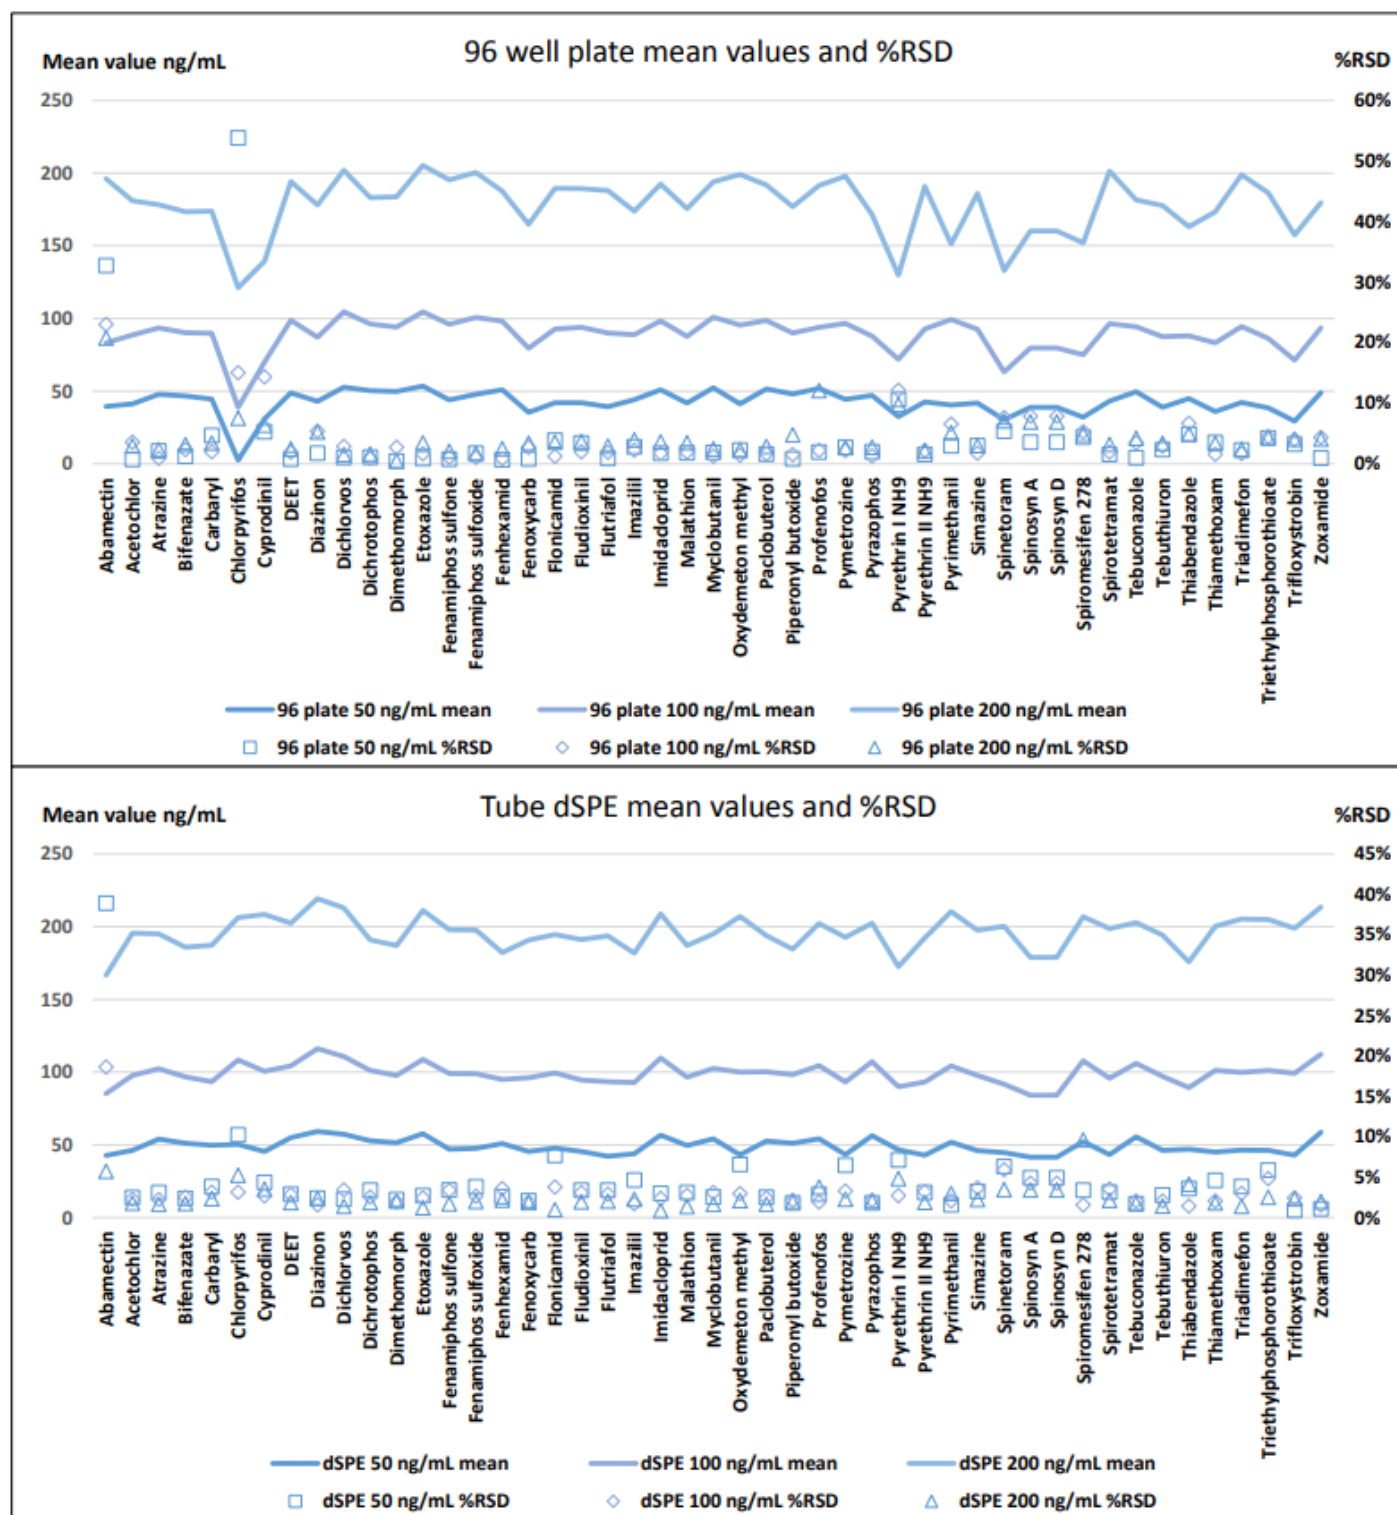 96 well plate mean values and %RSD
Mean value ng/mL
%RSD
250
200
150
100
50
0
60%
50%
40%
30%
20%
10%
0%
Abamectin
Acetochlor
Atrazine
Bifenazate
Carbaryl
Chlorpyrifos
Cyprodinil
DEET
Diazinon
Dichlorvos
Dichrotophos
Dimethomorph
Etoxazole
Fenamiphos sulfone
Fenamiphos sulfoxide
Fenhexamid
Fenoxycarb
Flonicamid
Fludioxinil
Flutriafol
Imazilil
Imidacloprid
Malathion
Myclobutanil
Oxydemeton methyl
Paclobuterol
Piperonyl butoxide
Profenofos
Pymetrozine
Pyrazophos
Pyrethrin I NH9
Pyrethrin II NH9
Pyrimethanil
Simazine
Spinetoram
Spinosyn A
Spinosyn D
Spiromesifen 278
Spirotetramat
Tebuconazole
Tebuthiuron
Thiabendazole
Thiamethoxam
Triadimefon
Triethylphosphorothioate
Trifloxystrobin
Zoxamide
96 plate 50 ng/mL mean
96 plate 100 ng/mL mean
96 plate 200 ng/mL mean
96 plate 50 ng/mL %RSD
96 plate 100 ng/mL %RSD
96 plate 200 ng/mL %RSD
Tube dSPE mean values and %RSD
Mean value ng/mL
%RSD
250
200
150
100
50
0
45%
40%
35%
30%
25%
20%
15%
10%
5%
0%
Abamectin
Acetochlor
Atrazine
Bifenazate
Carbaryl
Chlorpyrifos
Cyprodinil
DEET
Diazinon
Dichlorvos
Dichrotophos
Dimethomorph
Etoxazole
Fenamiphos sulfone
Fenamiphos sulfoxide
Fenhexamid
Fenoxycarb
Flonicamid
Fludioxinil
Flutriafol
Imazilil
Imidacloprid
Malathion
Myclobutanil
Oxydemeton methyl
Paclobuterol
Piperonyl butoxide
Profenofos
Pymetrozine
Pyrazophos
Pyrethrin I NH9
Pyrethrin II NH9
Pyrimethanil
Simazine
Spinetoram
Spinosyn A
Spinosyn D
Spiromesifen 278
Spirotetramat
Tebuconazole
Tebuthiuron
Thiabendazole
Thiamethoxam
Triadimefon
Triethylphosphorothioate
Trifloxystrobin
Zoxamide
dSPE 50 ng/mL mean
dSPE 100 ng/mL mean
dSPE 200 ng/mL mean
dSPE 50 ng/mL %RSD
dSPE 100 ng/mL %RSD
dSPE 200 ng/mL %RSD